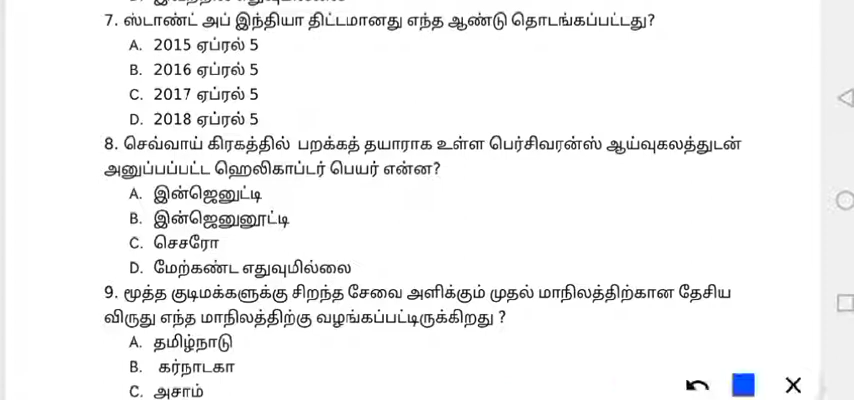 7. ஸ்டாண்ட் அப் இந்தியா திட்டமானது எந்த ஆண்டு தொடங்கப்பட்டது?
A. 2015 ஏப்ரல் 5
B. 2016 ஏப்ரல் 5
C. 2017 ஏப்ரல் 5
D. 2018 ஏப்ரல் 5
8. செவ்வாய் கிரகத்தில் பறக்கத் தயாராக உள்ள பெர்சிவரன்ஸ் ஆய்வுகலத்துடன்
அனுப்பப்பட்ட ஹெலிகாப்டர் பெயர் என்ன?
A. இன்ஜெனுட்டி
B. இன்ஜெனுனூட்டி
C. செசரோ
D. மேற்கண்ட எதுவுமில்லை
9. மூத்த குடிமக்களுக்கு சிறந்த சேவை அளிக்கும் முதல் மாநிலத்திற்கான தேசிய
விருது எந்த மாநிலத்திற்கு வழங்கப்பட்டிருக்கிறது ?
A. தமிழ்நாடு
B. கர்நாடகா
C. அசாம்